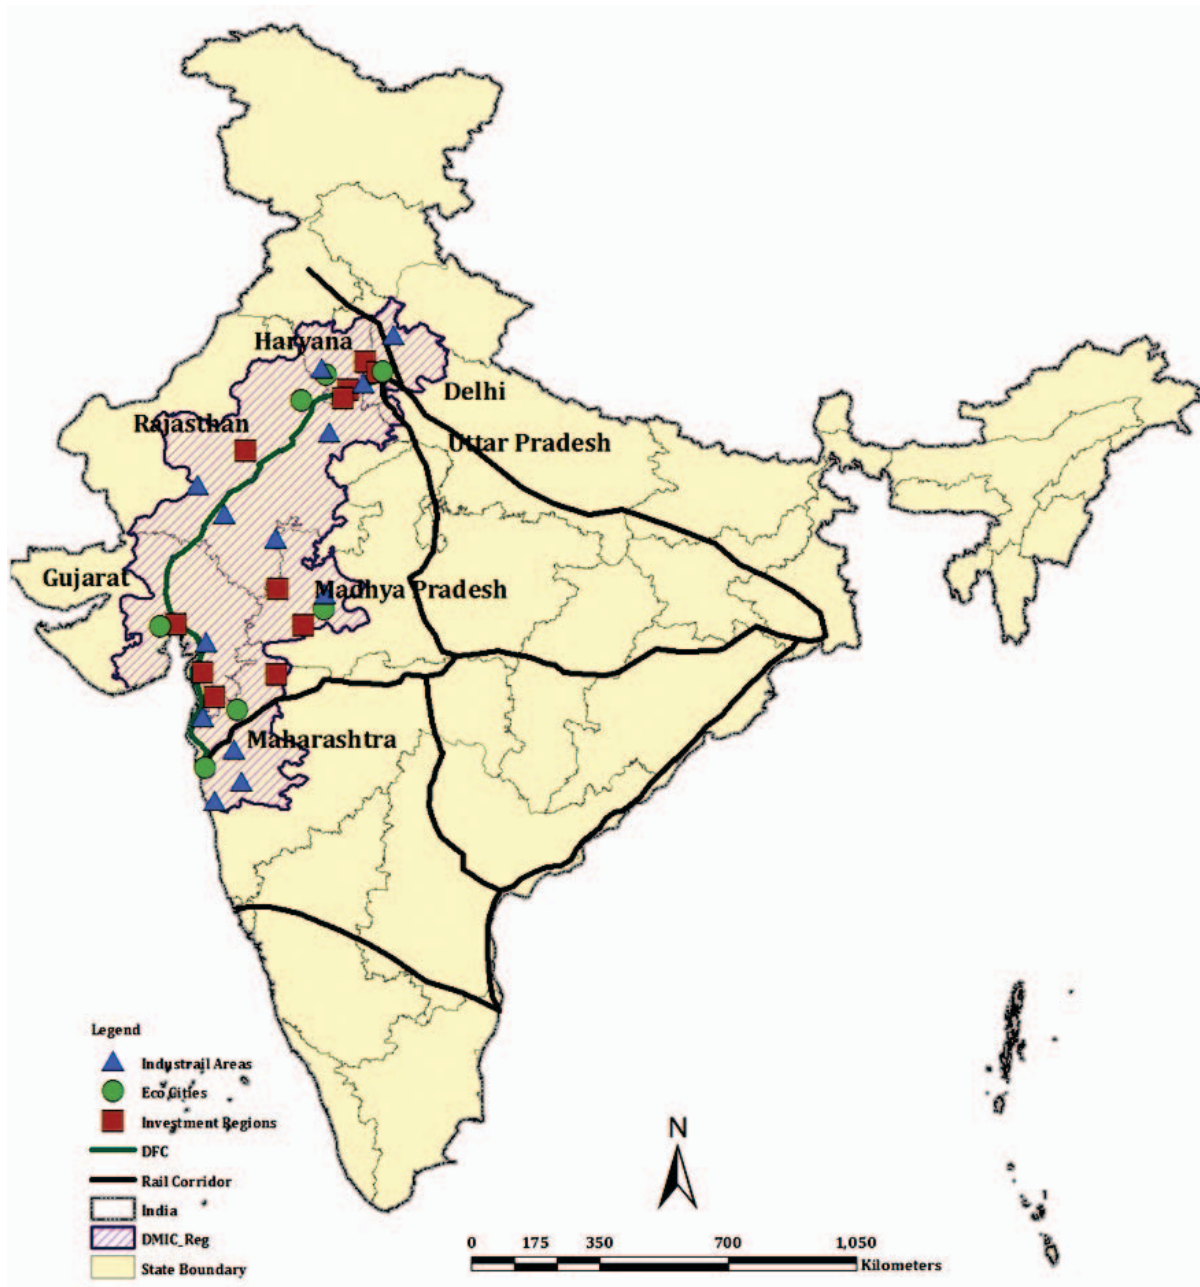 Haryana
Delhi
Rajasthan
Uttar Pradesh
Gujarat
Madhya Pradesh
Maharashtra
Legend
Industrail Areas
Eco Cities
Investment Regions
DFC
Rail Corridor
India
DMIC_Reg
State Boundary
N
0 175 350 700 1,050
Kilometers